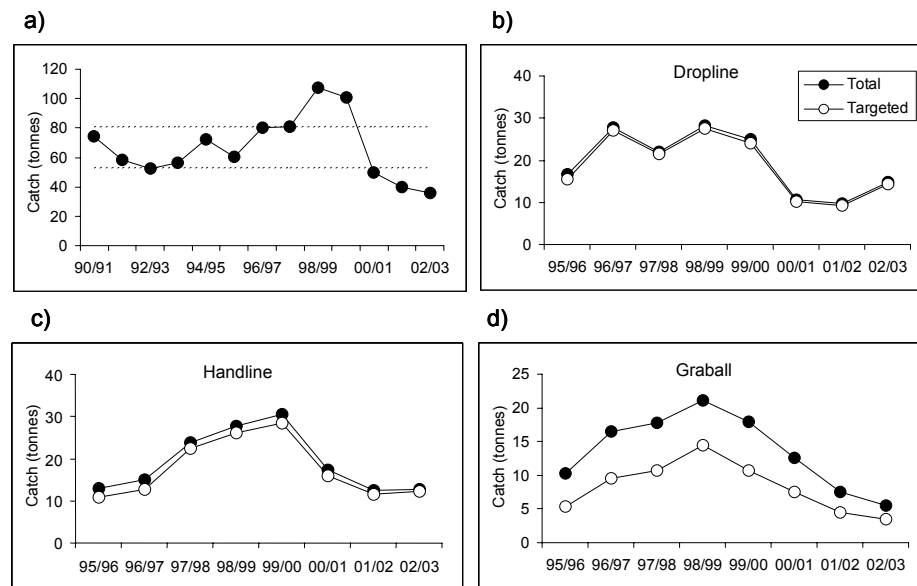 a)
Catch (tonnes)
120
100
80
60
40
20
0
90/91 92/93 94/95 96/97 98/99 00/01 02/03
b)
Dropline
Total
Targeted
Catch (tonnes)
40
30
20
10
0
95/96 96/97 97/98 98/99 99/00 00/01 01/02 02/03
c)
Handline
Catch (tonnes)
40
30
20
10
0
95/96 96/97 97/98 98/99 99/00 00/01 01/02 02/03
d)
Graball
Catch (tonnes)
25
20
15
10
5
0
95/96 96/97 97/98 98/99 99/00 00/01 01/02 02/03